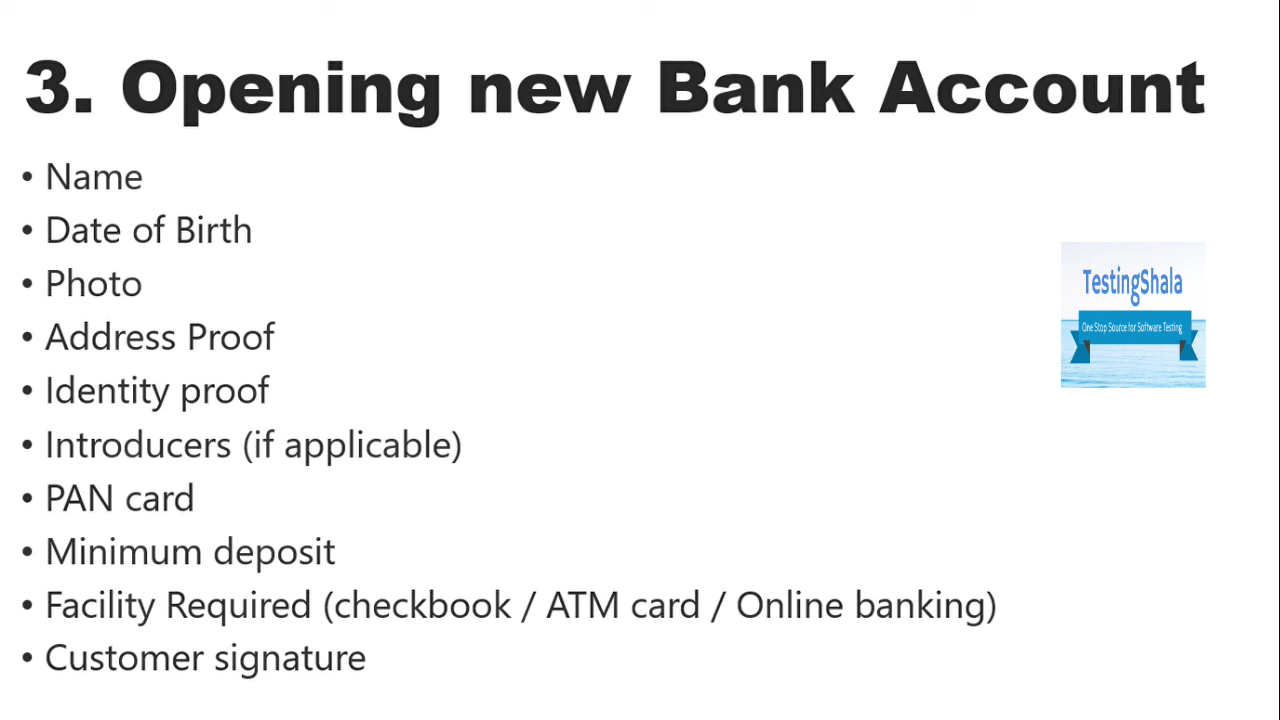 3. Opening new Bank Account
• Name
• Date of Birth
• Photo
• Address Proof
• Identity proof
• Introducers (if applicable)
• PAN card
• Minimum deposit
• Facility Required (checkbook / ATM card / Online banking)
• Customer signature
TestingShala
One Stop Source for Software Testing